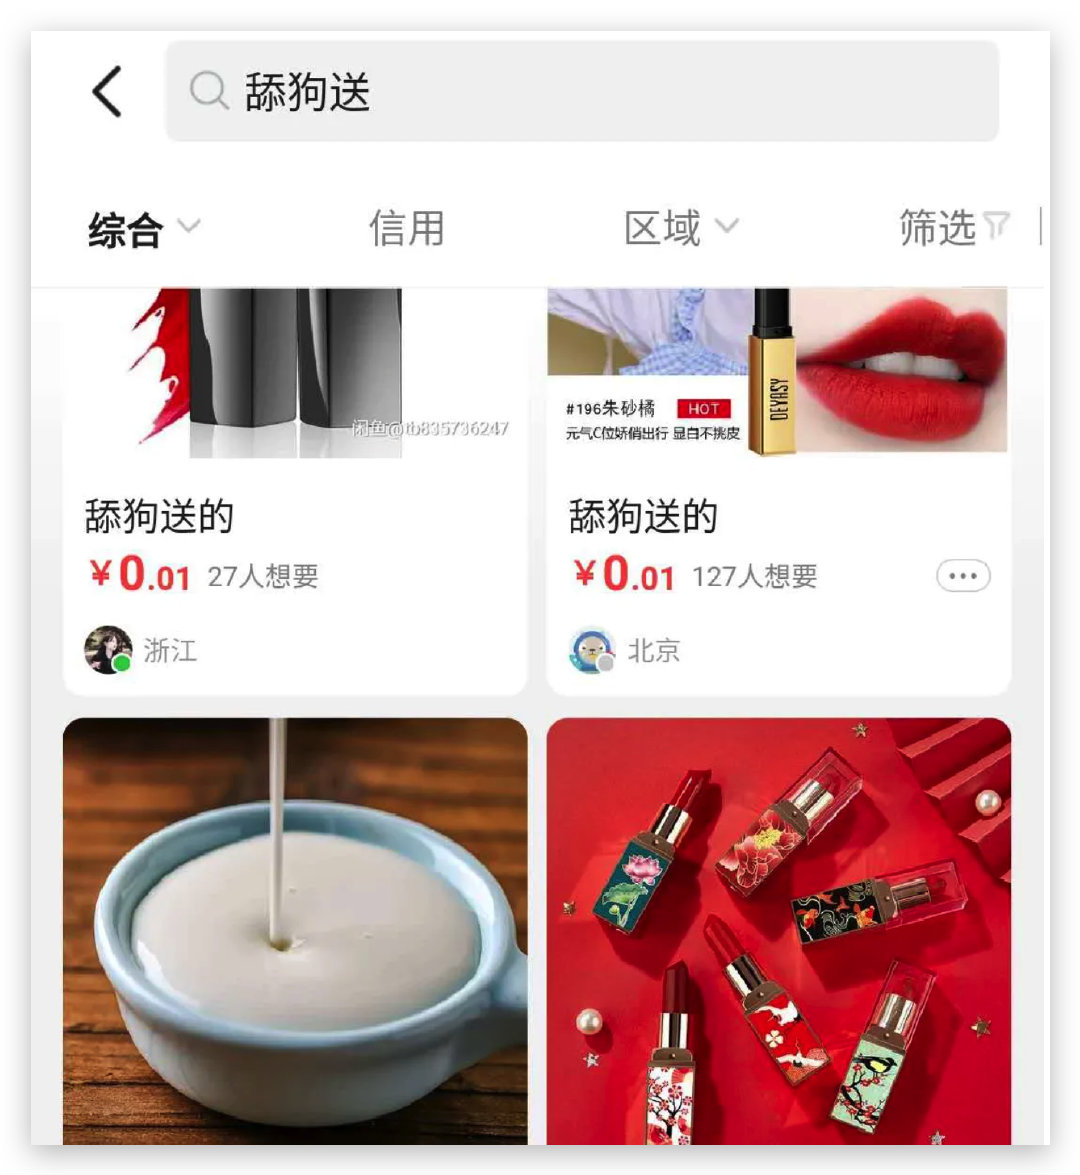 舔狗送
综合 信用 区域 筛选
闲鱼@tb835736247
#196朱砂橘 HOT
元气C位娇俏出行 显白不挑皮
DEYASY
舔狗送的
¥0.01 27人想要
浙江
舔狗送的
¥0.01 127人想要
北京